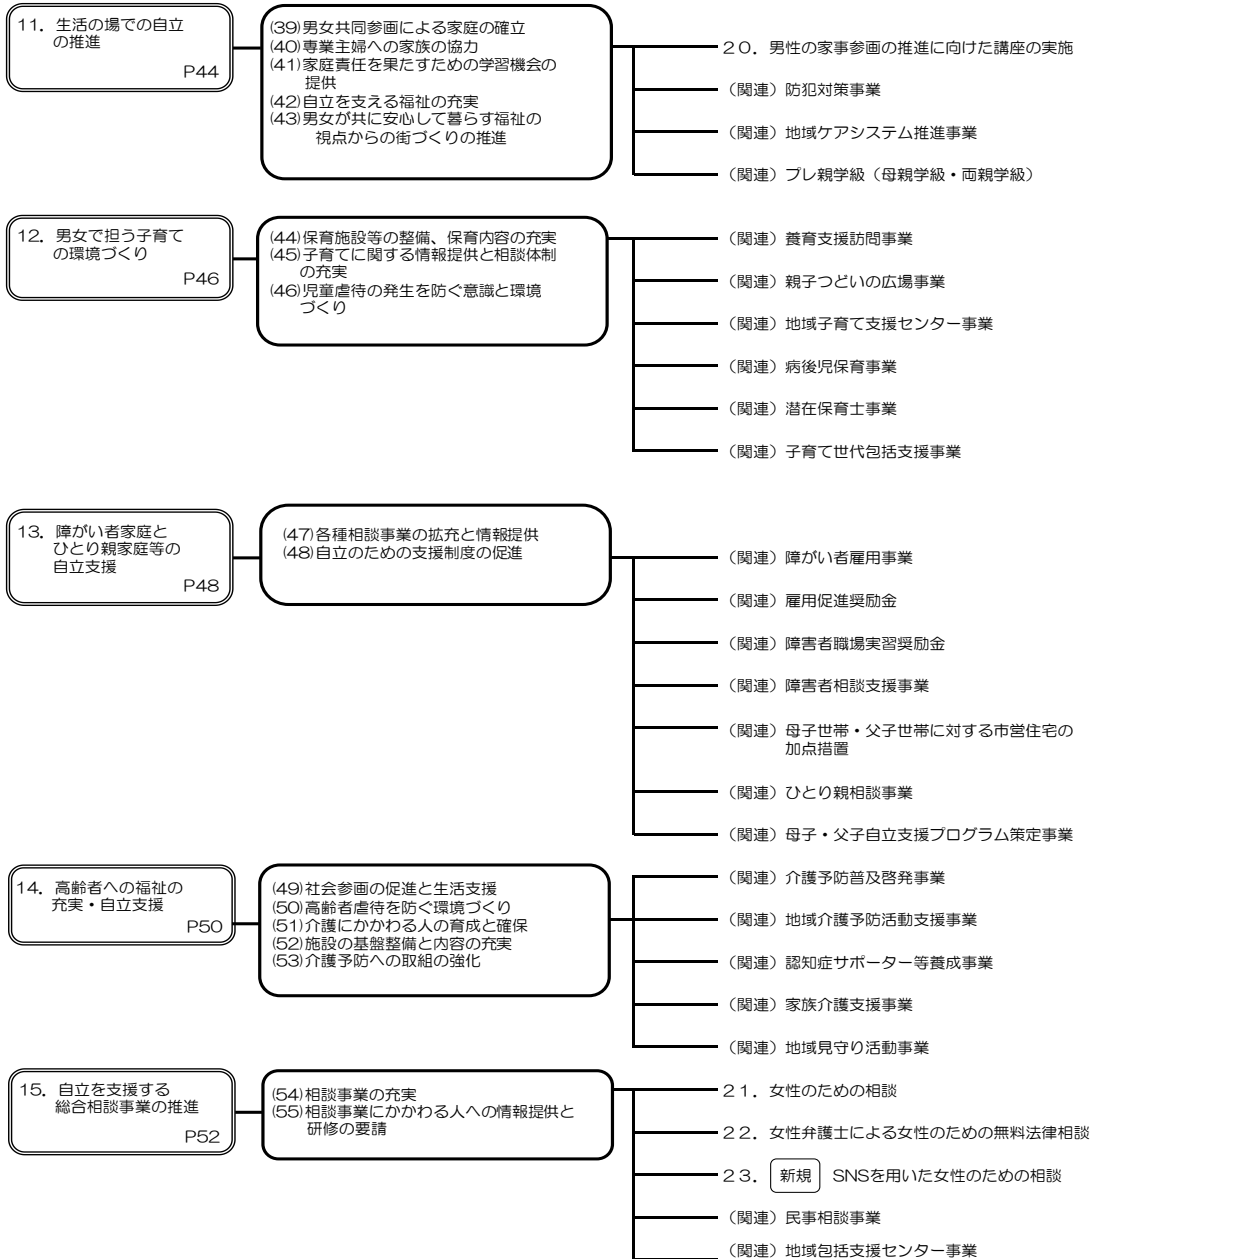 11．生活の場での自立
の推進
P44
(39)男女共同参画による家庭の確立
(40)専業主婦への家族の協力
(41)家庭責任を果たすための学習機会の
提供
(42)自立を支える福祉の充実
(43)男女が共に安心して暮らす福祉の
視点からの街づくりの推進
２０．男性の家事参画の推進に向けた講座の実施
（関連）防犯対策事業
（関連）地域ケアシステム推進事業
（関連）プレ親学級（母親学級・両親学級）
12．男女で担う子育て
の環境づくり
P46
(44)保育施設等の整備、保育内容の充実
(45)子育てに関する情報提供と相談体制
の充実
(46)児童虐待の発生を防ぐ意識と環境
づくり
（関連）養育支援訪問事業
（関連）親子つどいの広場事業
（関連）地域子育て支援センター事業
（関連）病後児保育事業
（関連）潜在保育士事業
（関連）子育て世代包括支援事業
13．障がい者家庭と
ひとり親家庭等の
自立支援
P48
(47)各種相談事業の拡充と情報提供
(48)自立のための支援制度の促進
（関連）障がい者雇用事業
（関連）雇用促進奨励金
（関連）障害者職場実習奨励金
（関連）障害者相談支援事業
（関連）母子世帯・父子世帯に対する市営住宅の
加点措置
（関連）ひとり親相談事業
（関連）母子・父子自立支援プログラム策定事業
14．高齢者への福祉の
充実・自立支援
P50
(49)社会参画の促進と生活支援
(50)高齢者虐待を防ぐ環境づくり
(51)介護にかかわる人の育成と確保
(52)施設の基盤整備と内容の充実
(53)介護予防への取組の強化
（関連）介護予防普及啓発事業
（関連）地域介護予防活動支援事業
（関連）認知症サポーター等養成事業
（関連）家族介護支援事業
（関連）地域見守り活動事業
15．自立を支援する
総合相談事業の推進
P52
(54)相談事業の充実
(55)相談事業にかかわる人への情報提供と
研修の要請
２１．女性のための相談
２２．女性弁護士による女性のための無料法律相談
２３．新規 SNSを用いた女性のための相談
（関連）民事相談事業
（関連）地域包括支援センター事業